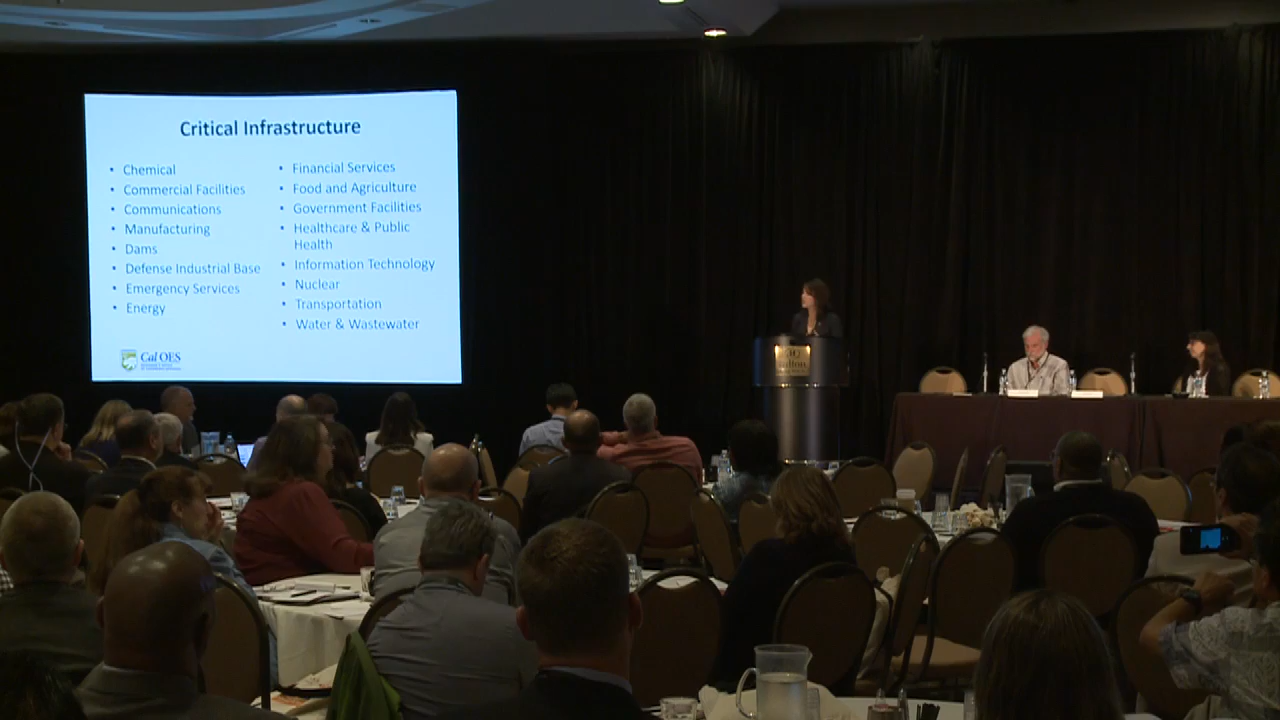 Critical Infrastructure
• Chemical
• Commercial Facilities
• Communications
• Manufacturing
• Dams
• Defense Industrial Base
• Emergency Services
• Energy
• Financial Services
• Food and Agriculture
• Government Facilities
• Healthcare & Public
Health
• Information Technology
• Nuclear
• Transportation
• Water & Wastewater
Cal OES